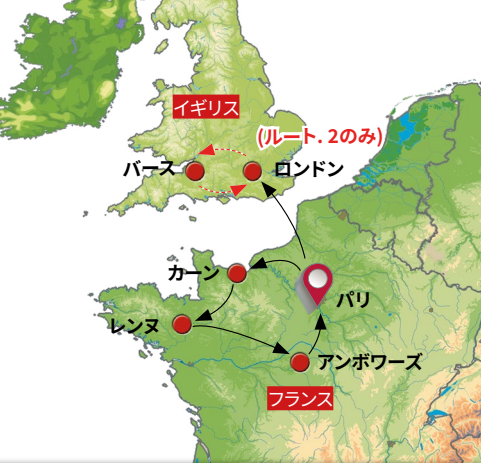 イギリス
(ルート. 2のみ)
バース
ロンドン
カーン
パリ
レンヌ
アンボワーズ
フランス